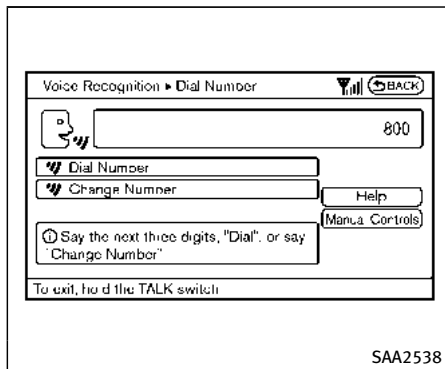 Voice Recognition ▸ Dial Number
BACK
800
Dial Number
Change Number
Help
Manual Controls
Say the next three digits, "Dial", or say
"Change Number"
To exit, hold the TALK switch
SAA2538